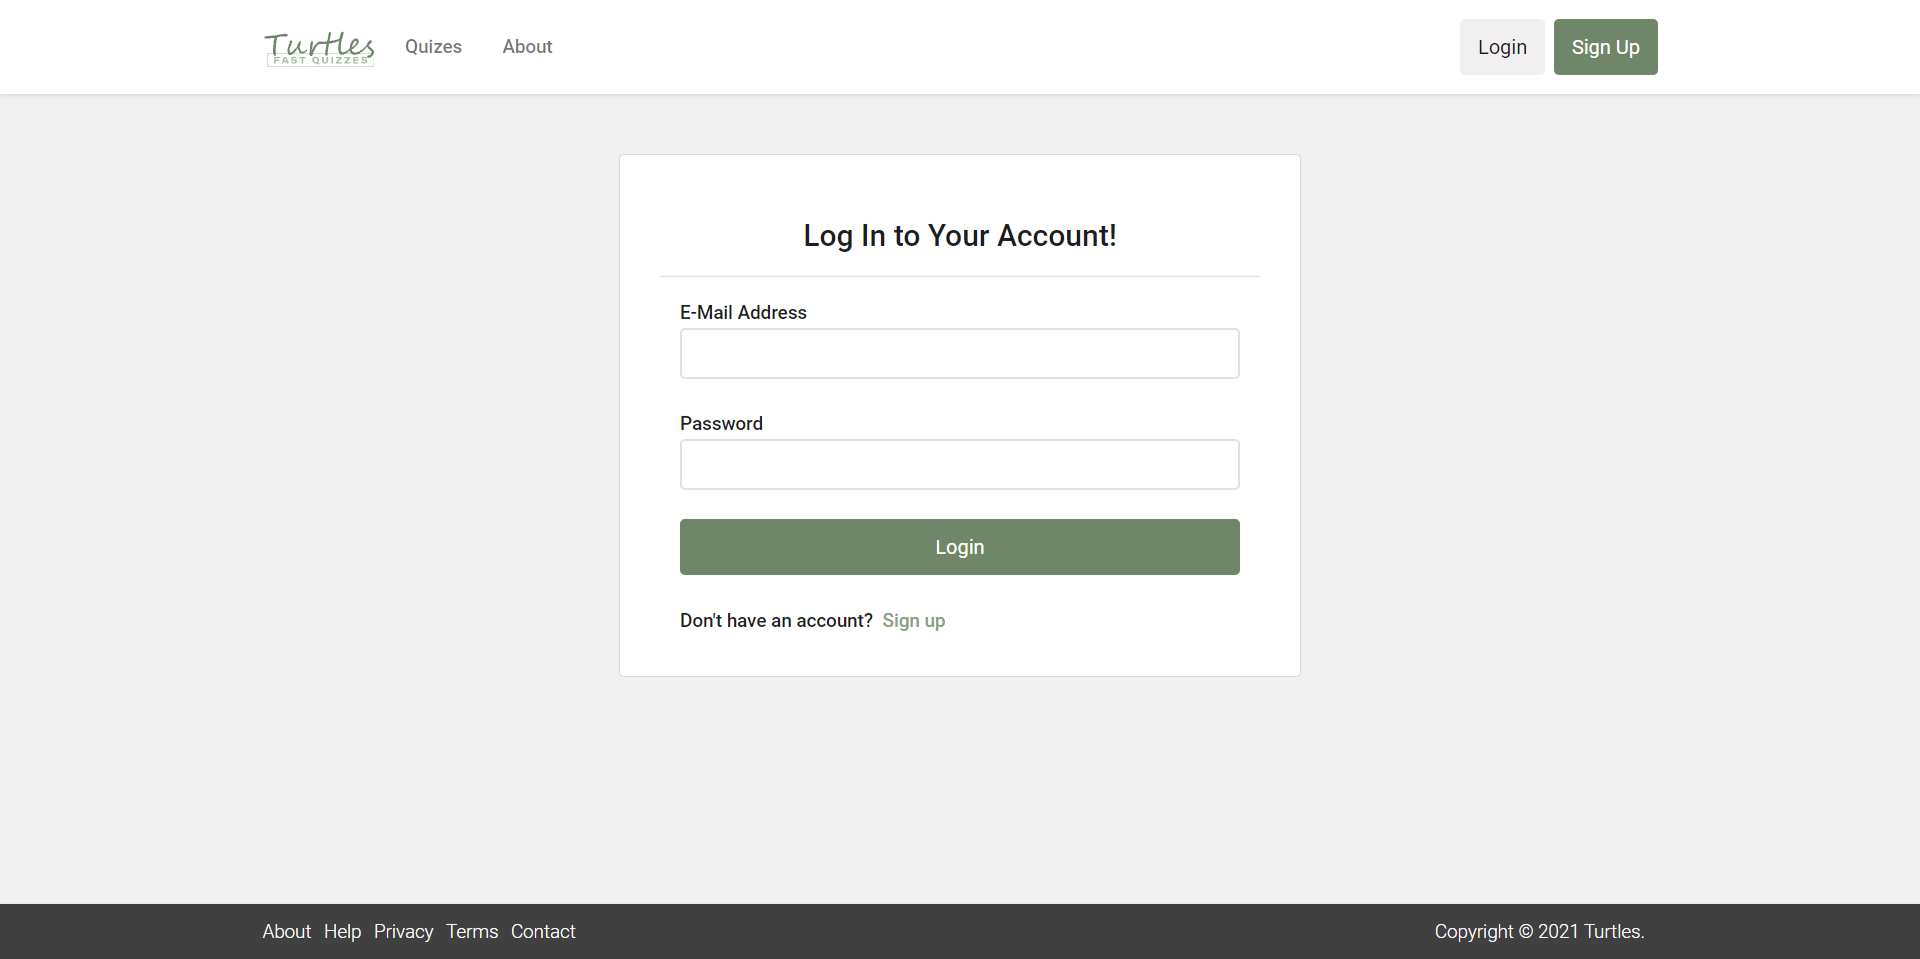 Turtles
FAST QUIZZES
Quizes About
Login Sign Up
Log In to Your Account!
E-Mail Address
Password
Login
Don't have an account? Sign up
About Help Privacy Terms Contact
Copyright © 2021 Turtles.